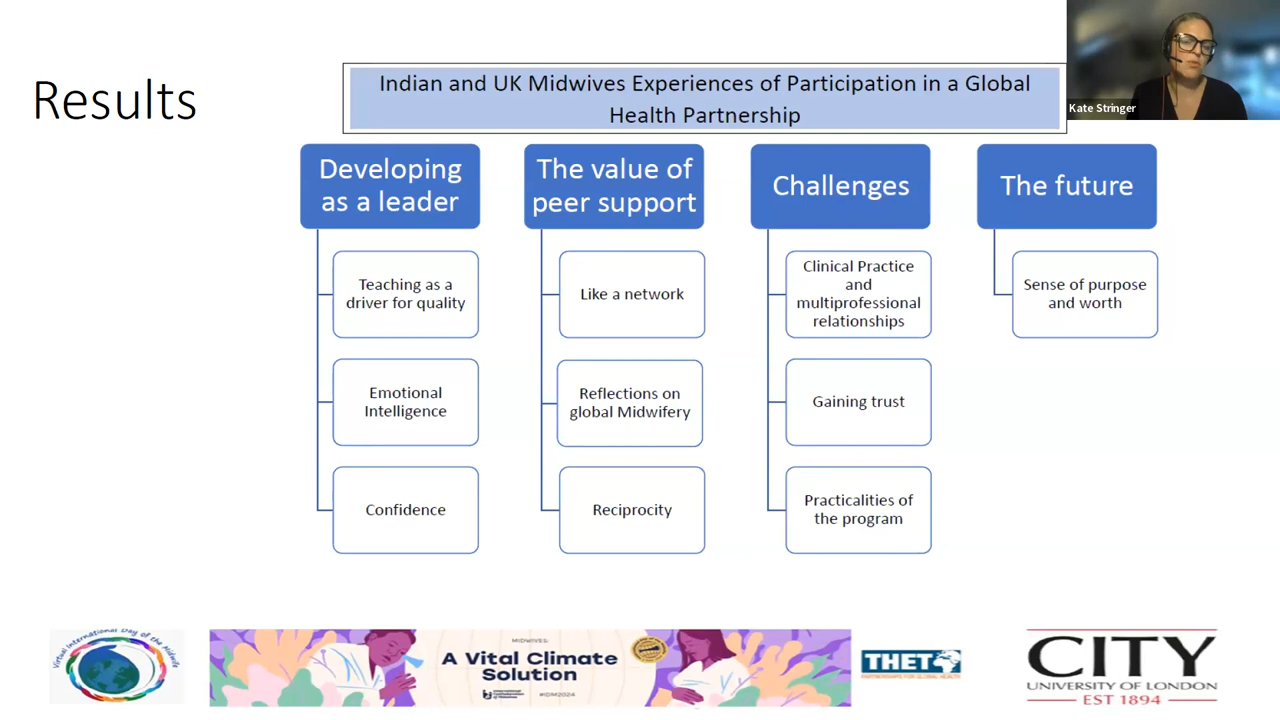 Results
Indian and UK Midwives Experiences of Participation in a Global
Health Partnership
Kate Stringer
Developing
as a leader
Teaching as a
driver for quality
Emotional
Intelligence
Confidence
The value of
peer support
Like a network
Reflections on
global Midwifery
Reciprocity
Challenges
Clinical Practice
and
multiprofessional
relationships
Gaining trust
Practicalities of
the program
The future
Sense of purpose
and worth
Virtual International Day of the Midwife
MIDWIVES:
A Vital Climate
Solution
International
Confederation
of Midwives
#IDM2024
THET
PARTNERSHIPS FOR GLOBAL HEALTH
CITY
UNIVERSITY OF LONDON
EST 1894